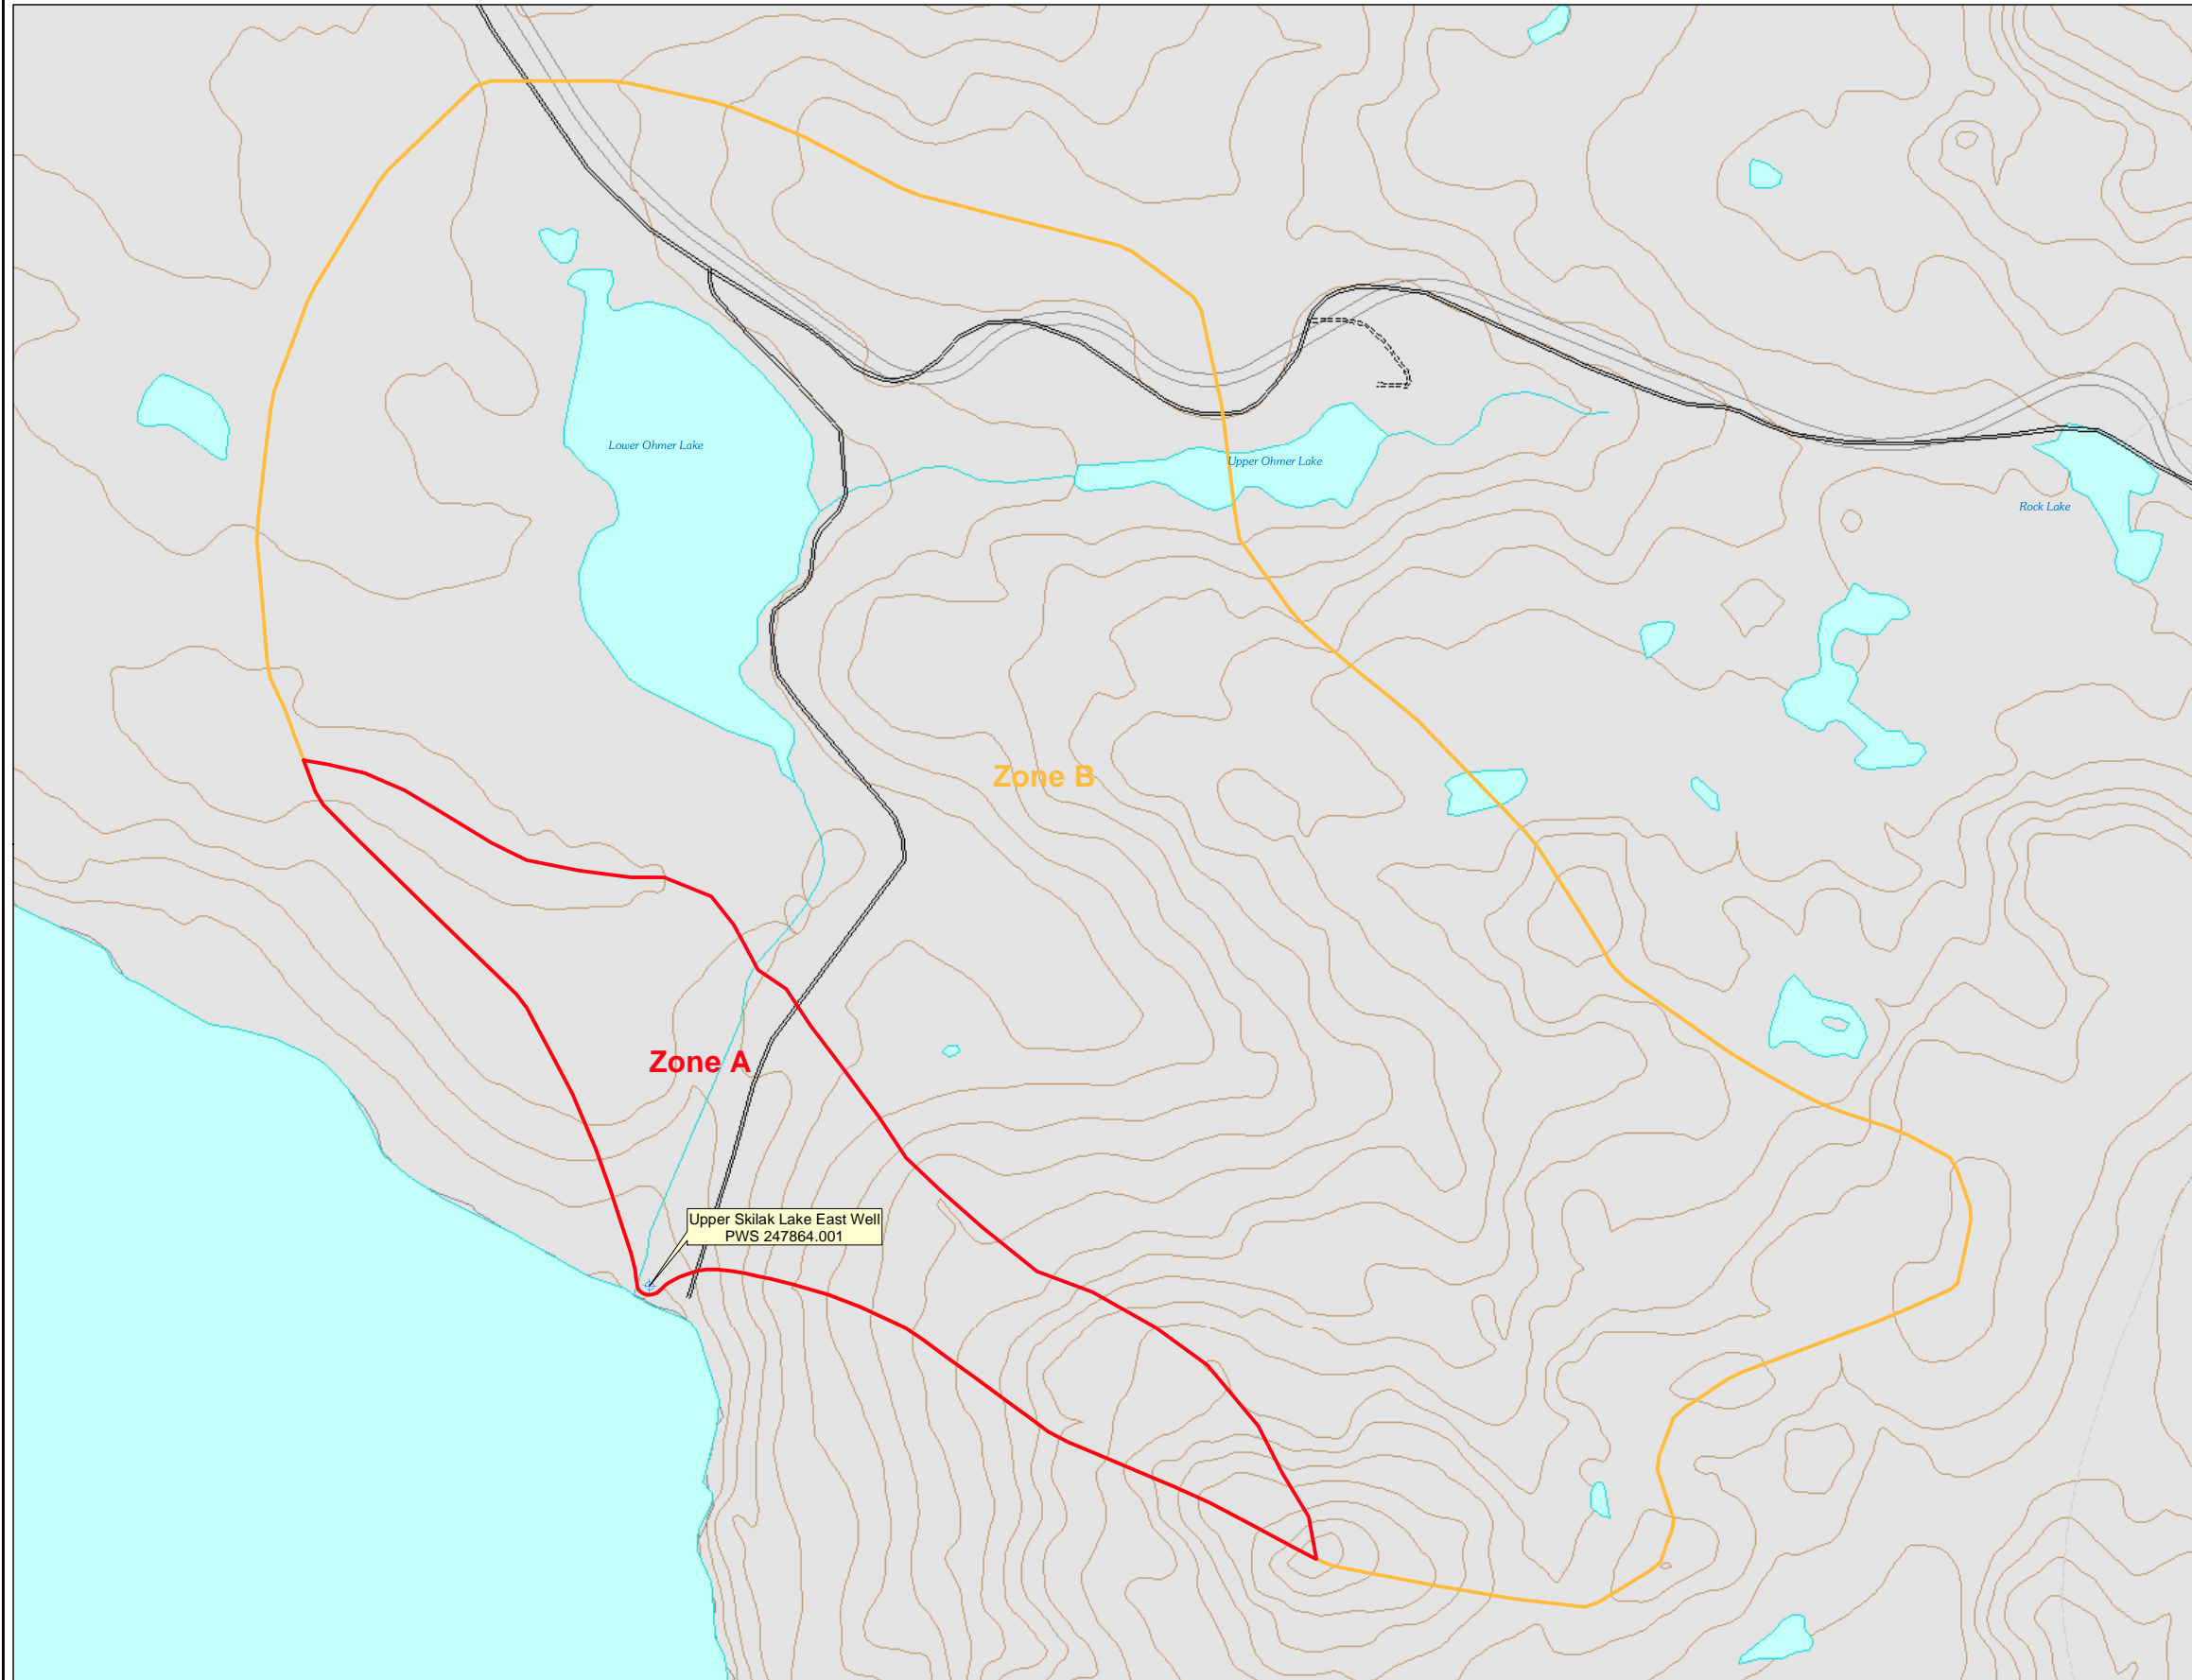 Lower Ohmer Lake
Upper Ohmer Lake
Rock Lake
Zone B
Zone A
Upper Skilak Lake East Well
PWS 247864.001